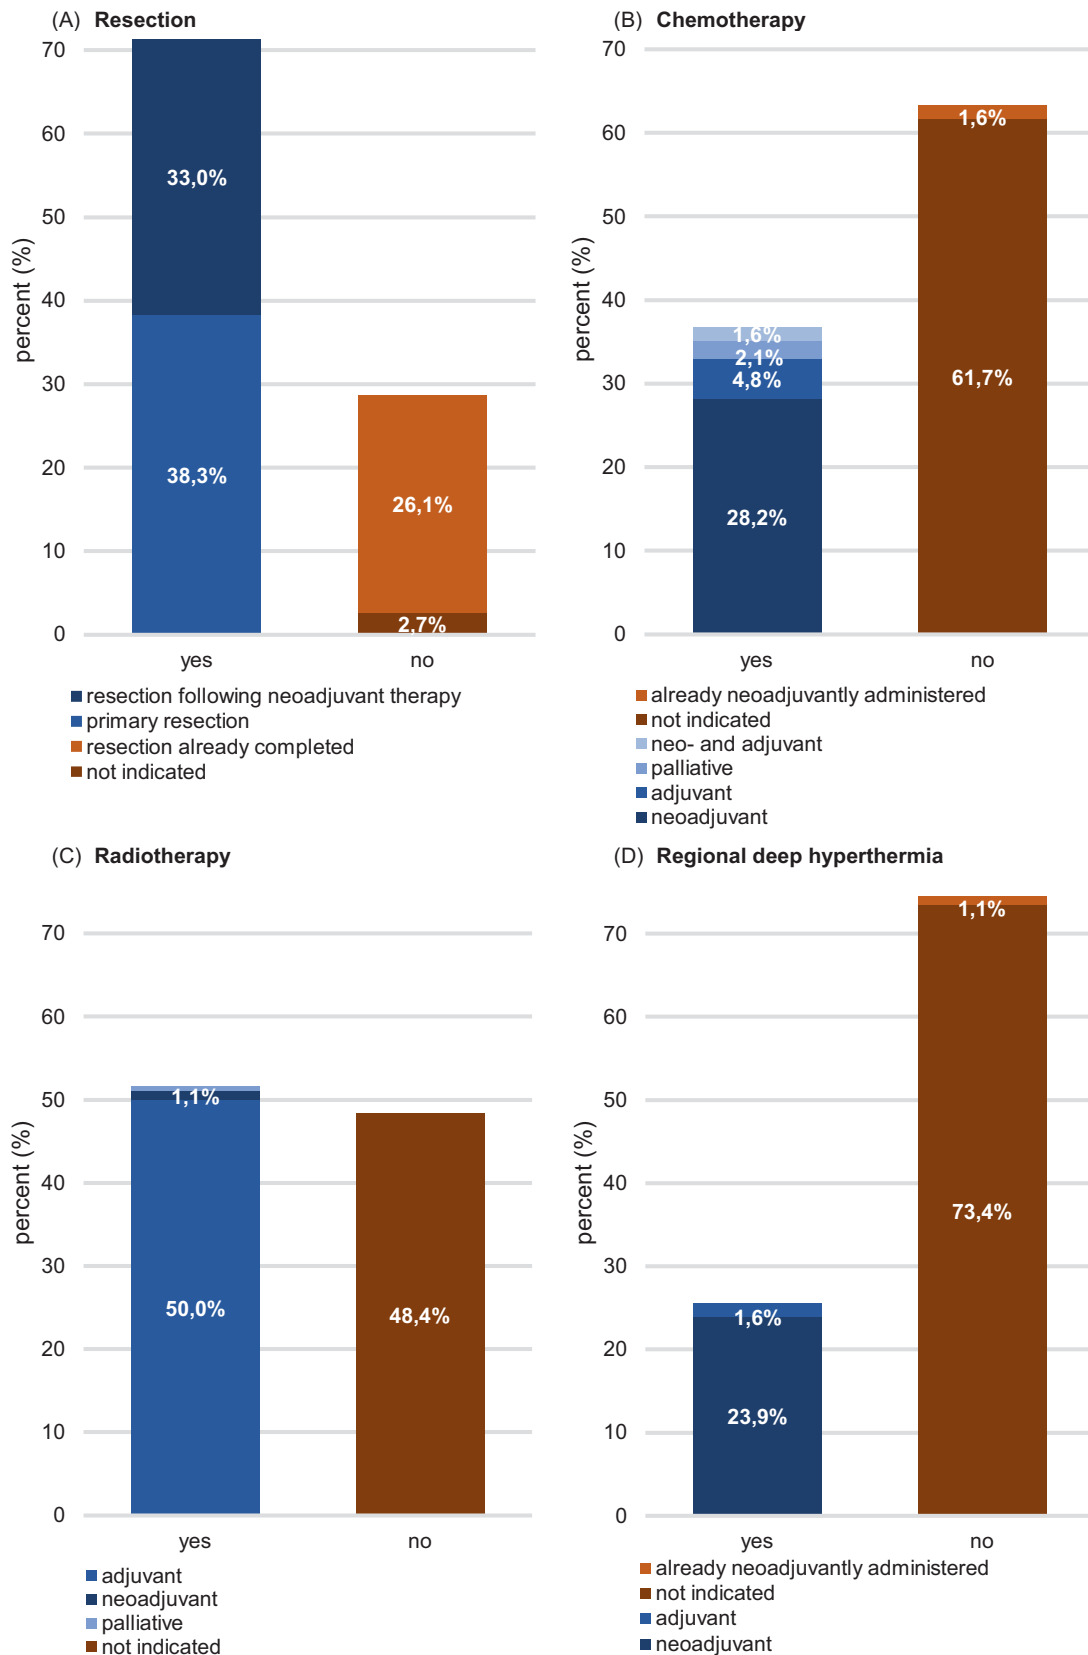 (A) Resection
70
60
50
40
30
20
10
0
percent (%)
33,0%
38,3%
26,1%
2,7%
yes
no
resection following neoadjuvant therapy
primary resection
resection already completed
not indicated
(B) Chemotherapy
70
60
50
40
30
20
10
0
percent (%)
1,6%
2,1%
4,8%
28,2%
1,6%
61,7%
yes
no
already neoadjuvantly administered
not indicated
neo- and adjuvant
palliative
adjuvant
neoadjuvant
(C) Radiotherapy
70
60
50
40
30
20
10
0
percent (%)
1,1%
50,0%
48,4%
yes
no
adjuvant
neoadjuvant
palliative
not indicated
(D) Regional deep hyperthermia
70
60
50
40
30
20
10
0
percent (%)
1,6%
23,9%
1,1%
73,4%
yes
no
already neoadjuvantly administered
not indicated
adjuvant
neoadjuvant